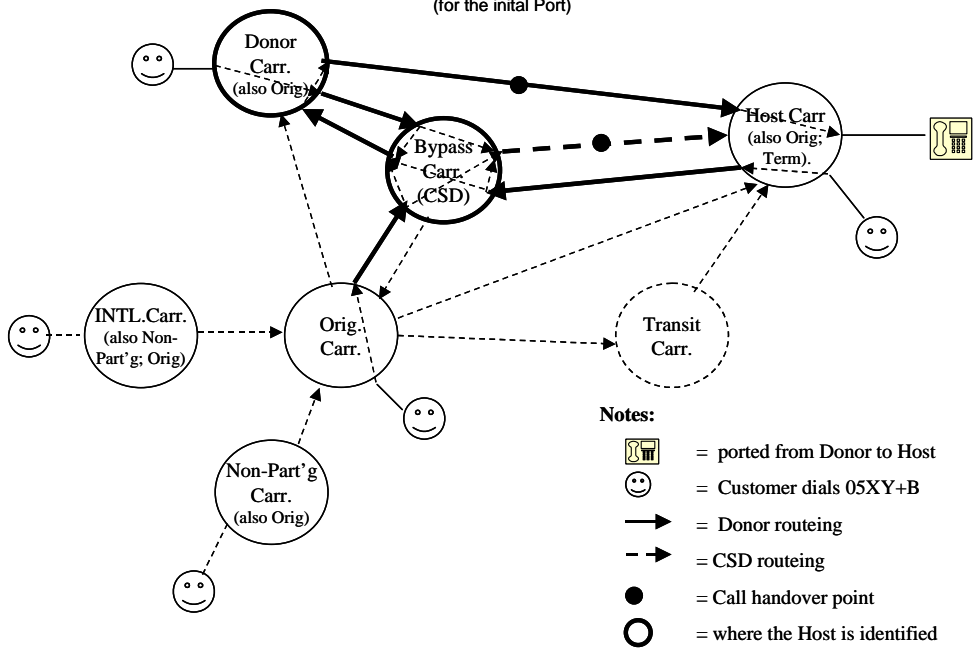 (for the inital Port)
Donor
Carr.
(also Orig)
Bypass
Carr.
(CSD)
Host Carr
(also Orig;
Term).
INTL.Carr.
(also Non-
Part'g; Orig)
Orig.
Carr.
Transit
Carr.
Non-Part'g
Carr.
(also Orig)
Notes:
= ported from Donor to Host
= Customer dials 05XY+B
= Donor routeing
= CSD routeing
= Call handover point
= where the Host is identified